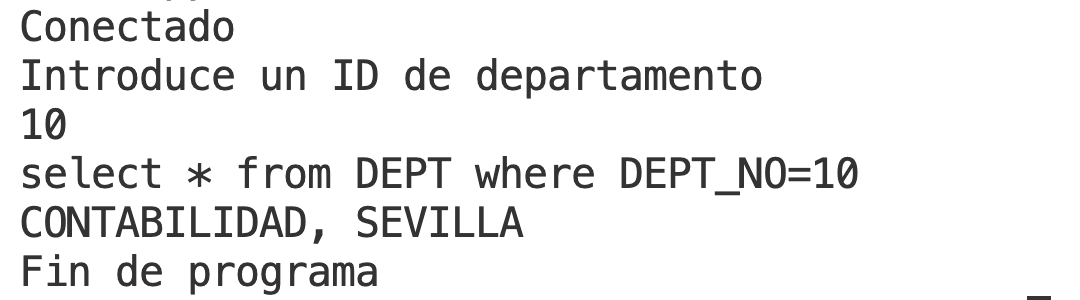 Conectado
Introduce un ID de departamento
10
select * from DEPT where DEPT_NO=10
CONTABILIDAD, SEVILLA
Fin de programa